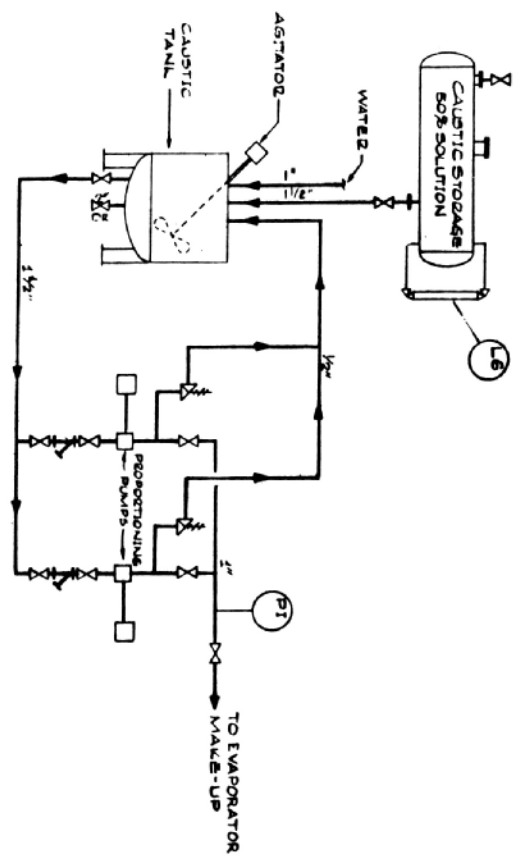 CAUSTIC
TANK
AGITATOR
WATER
CAUSTIC STORAGE
50% SOLUTION
LG
1"
1 1/2"
1 1/2"
1/2"
PROPORTIONING
PUMPS
1"
PI
TO EVAPORATOR
MAKE-UP